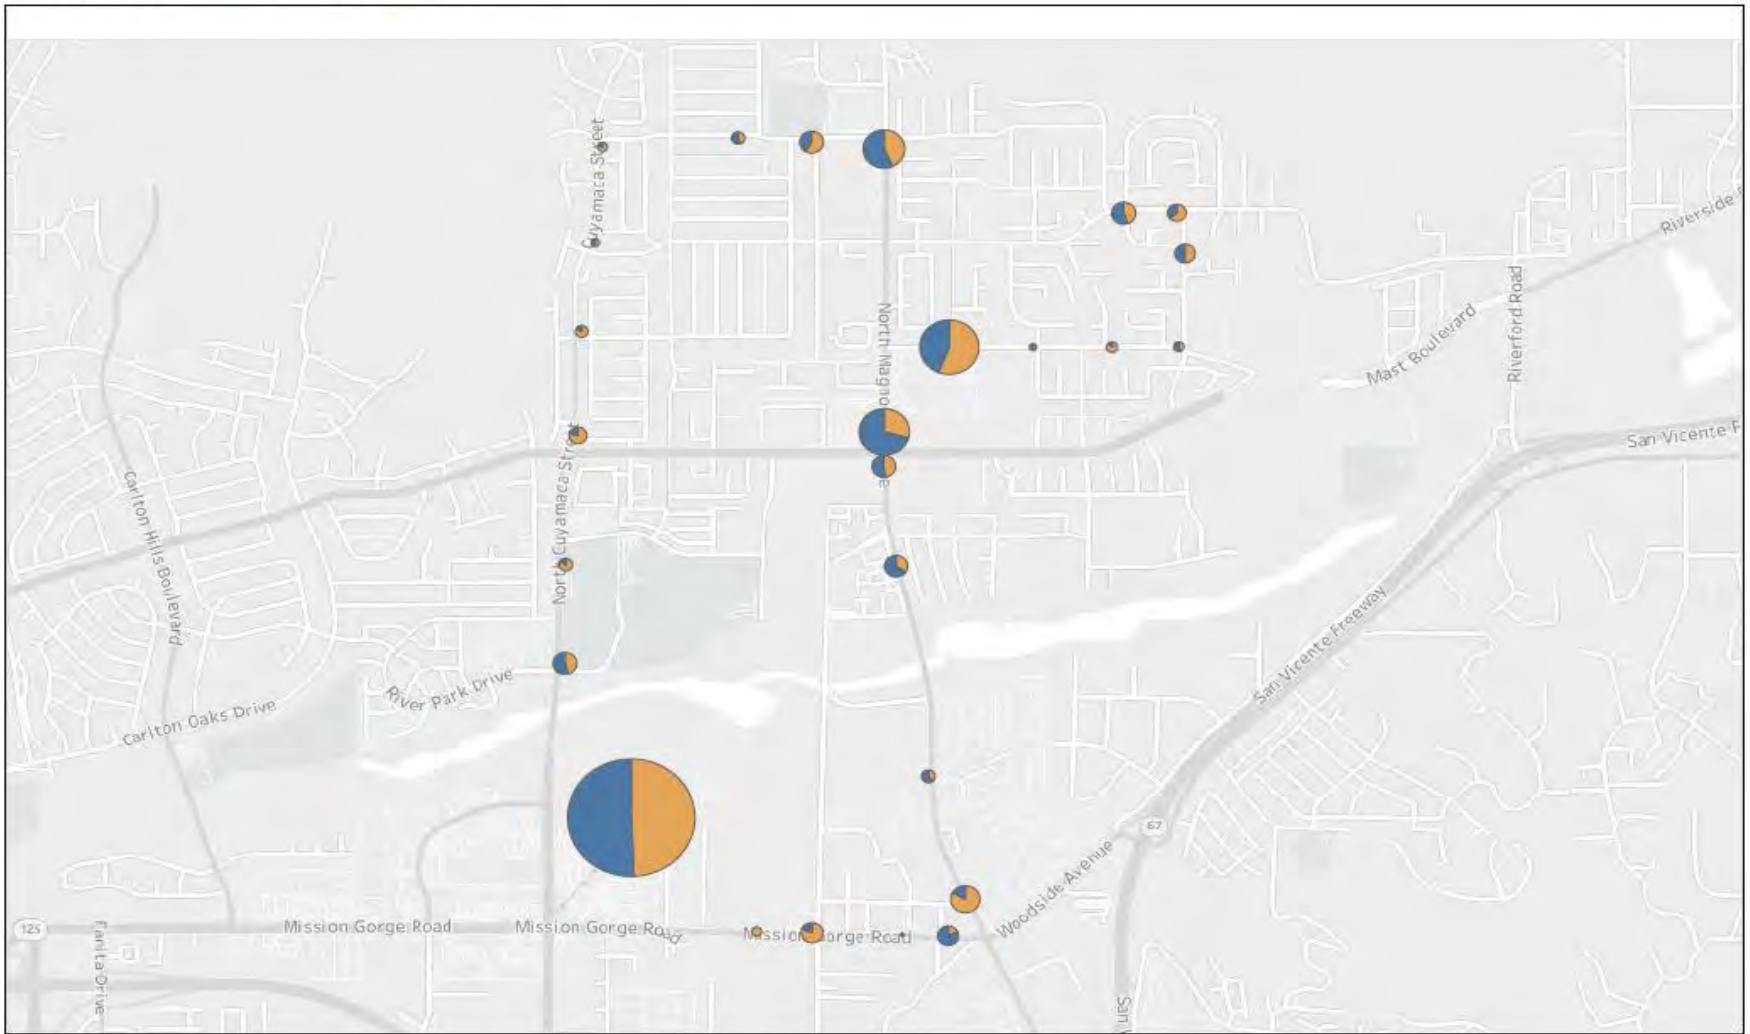 Cuyamaca Street
Riverside
North Magno
e
Riverford Road
Mast Boulevard
San Vicente F
North Cuyamaca Street
Carlton Hills Boulevard
San Vicente Freeway
River Park Drive
Carlton Oaks Drive
67
Woodside Avenue
125
Mission Gorge Road
Mission Gorge Road
Mission Gorge Road
Fanita Drive
San V